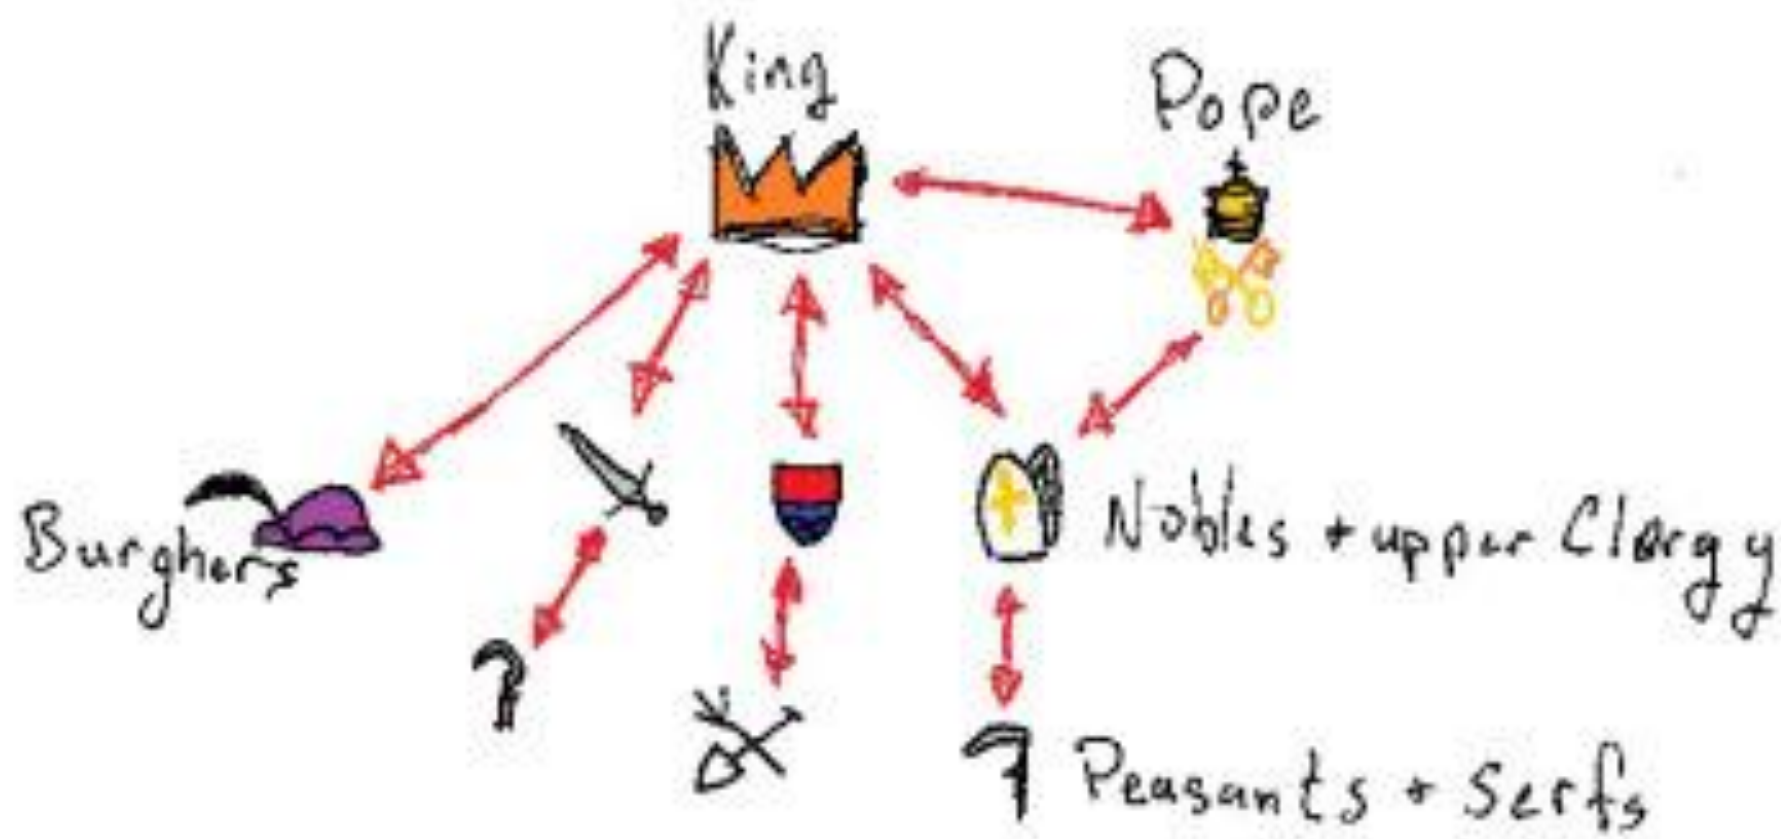 King
Pope
Burghers
Nobles + upper Clergy
Peasants + Serfs